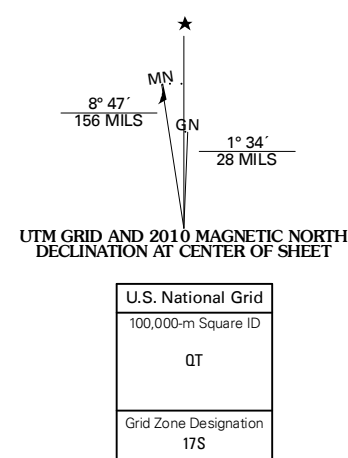 ★
MN
8° 47´
156 MILS
GN
1° 34´
28 MILS
UTM GRID AND 2010 MAGNETIC NORTH
DECLINATION AT CENTER OF SHEET
U.S. National Grid
100,000-m Square ID
QT
Grid Zone Designation
17S